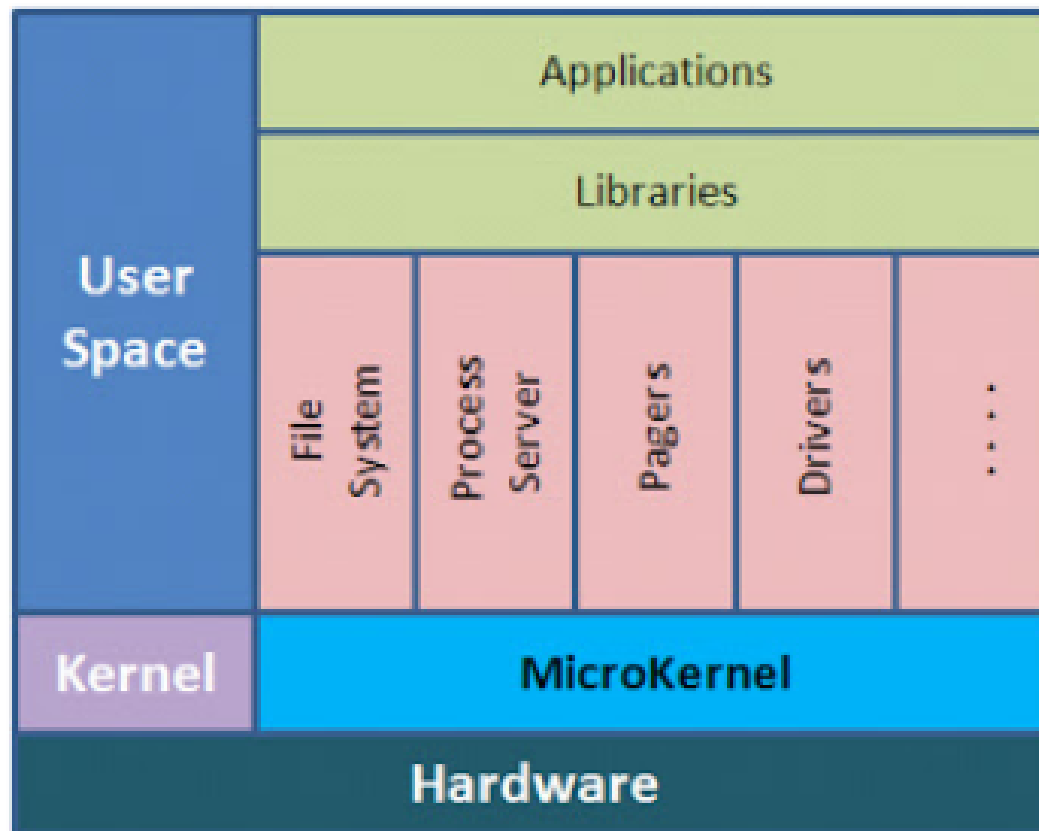 Applications
Libraries
User
Space
File
System
Process
Server
Pagers
Drivers
.....
Kernel
MicroKernel
Hardware